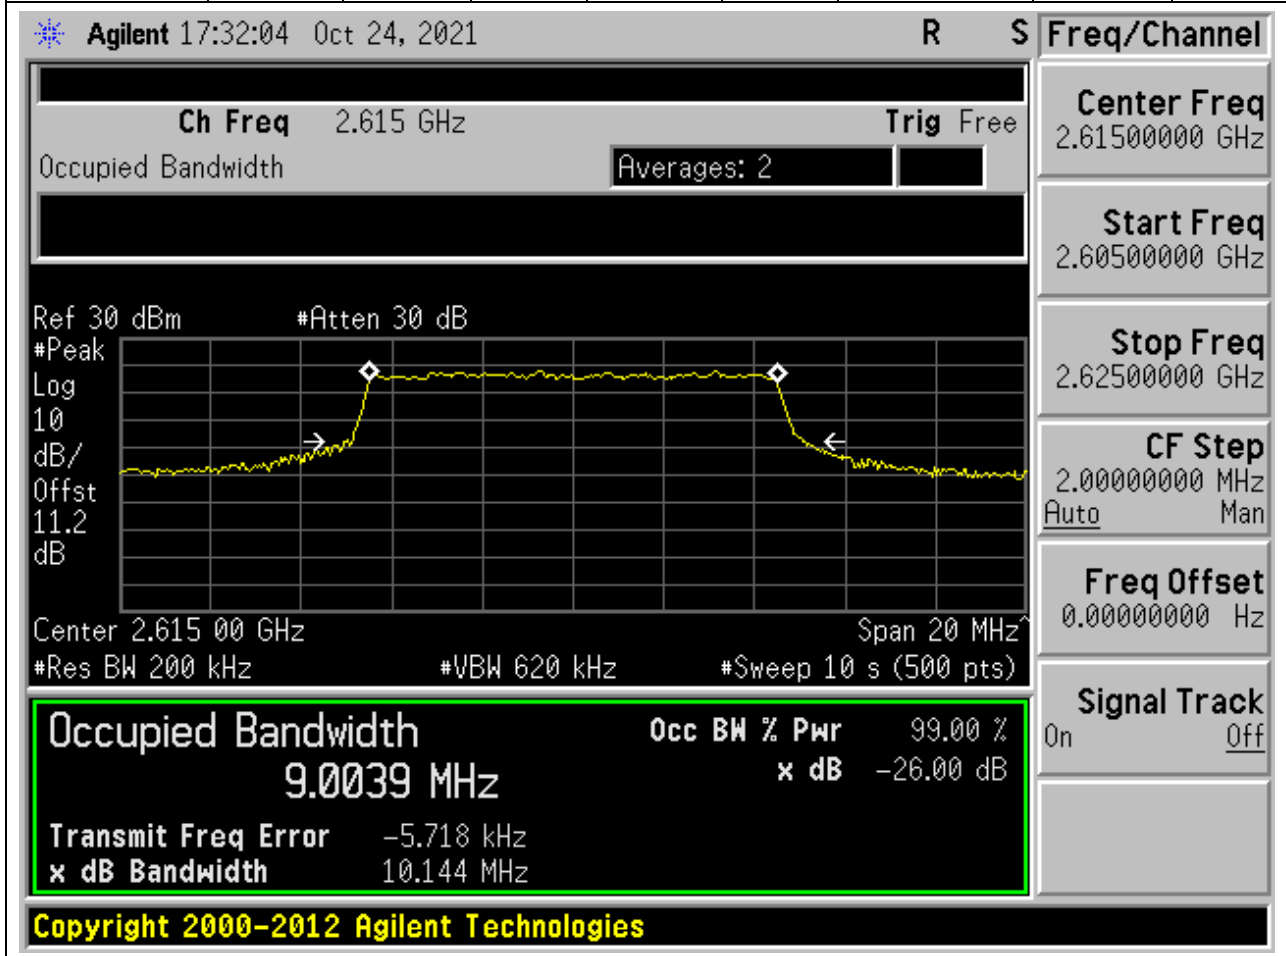 Agilent 17:32:04 Oct 24, 2021 R S Freq/Channel
Ch Freq 2.615 GHz Trig Free
Occupied Bandwidth Averages: 2
Center Freq
2.61500000 GHz
Start Freq
2.60500000 GHz
Stop Freq
2.62500000 GHz
CF Step
2.00000000 MHz
Auto Man
Freq Offset
0.00000000 Hz
Signal Track
On Off
Ref 30 dBm #Atten 30 dB
#Peak
Log
10
dB/
Offst
11.2
dB
Center 2.615 00 GHz Span 20 MHz^
#Res BW 200 kHz #VBW 620 kHz #Sweep 10 s (500 pts)
Occupied Bandwidth Occ BW % Pwr 99.00 %
9.0039 MHz x dB -26.00 dB
Transmit Freq Error -5.718 kHz
x dB Bandwidth 10.144 MHz
Copyright 2000-2012 Agilent Technologies